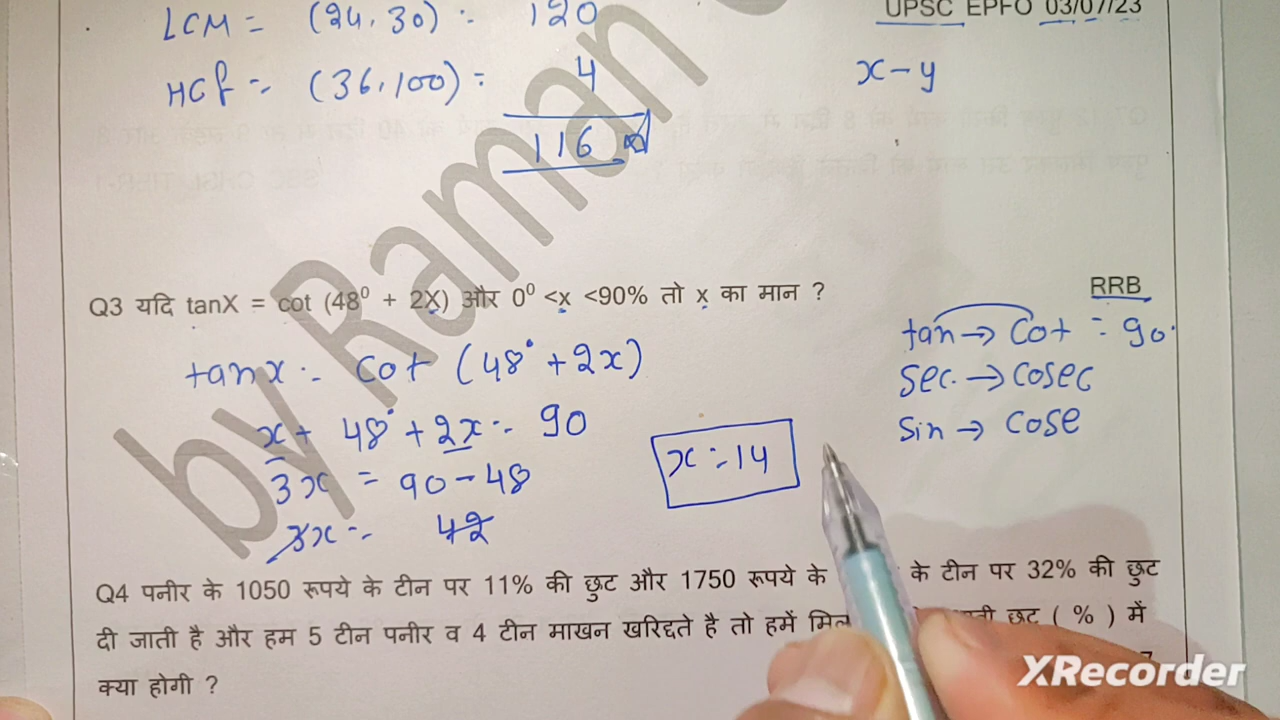 LCM = (24, 30) : 120
UPSC EPFO 03/07/23
HCf = (36, 100) = 4
x - y
116
by Raman
Q3 यदि tanX = cot (48⁰ + 2X) और 0⁰ <x <90% तो x का मान ?
RRB
tan → Cot = 90.
tan x = cot (48° + 2x)
sec. → cosec
x + 48° + 2x = 90
sin → cose
3x = 90 - 48
x = 14
3x = 42
Q4 पनीर के 1050 रूपये के टीन पर 11% की छुट और 1750 रूपये के के टीन पर 32% की छुट
दी जाती है और हम 5 टीन पनीर व 4 टीन माखन खरिद्दते है तो हमें छुट ( % ) में
क्या होगी ?
XRecorder